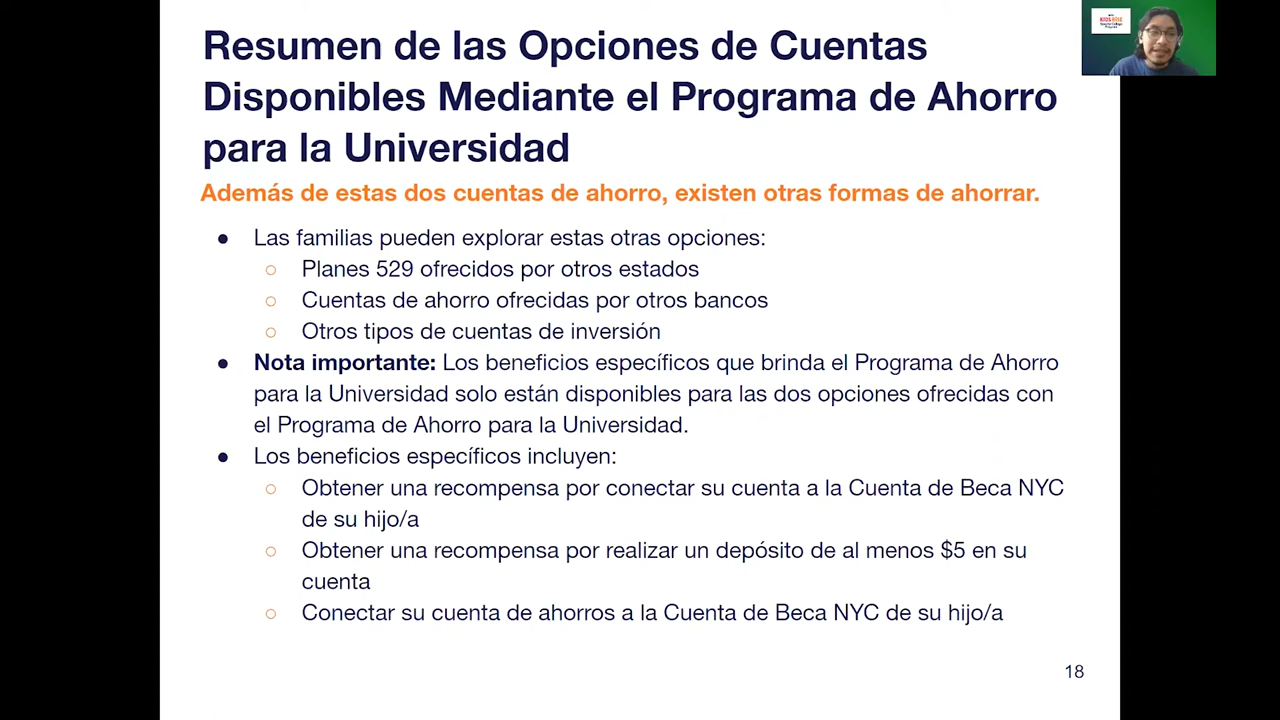 Resumen de las Opciones de Cuentas
Disponibles Mediante el Programa de Ahorro
para la Universidad
Además de estas dos cuentas de ahorro, existen otras formas de ahorrar.
● Las familias pueden explorar estas otras opciones:
○ Planes 529 ofrecidos por otros estados
○ Cuentas de ahorro ofrecidas por otros bancos
○ Otros tipos de cuentas de inversión
● Nota importante: Los beneficios específicos que brinda el Programa de Ahorro
para la Universidad solo están disponibles para las dos opciones ofrecidas con
el Programa de Ahorro para la Universidad.
● Los beneficios específicos incluyen:
○ Obtener una recompensa por conectar su cuenta a la Cuenta de Beca NYC
de su hijo/a
○ Obtener una recompensa por realizar un depósito de al menos $5 en su
cuenta
○ Conectar su cuenta de ahorros a la Cuenta de Beca NYC de su hijo/a
18
KIDS RISE